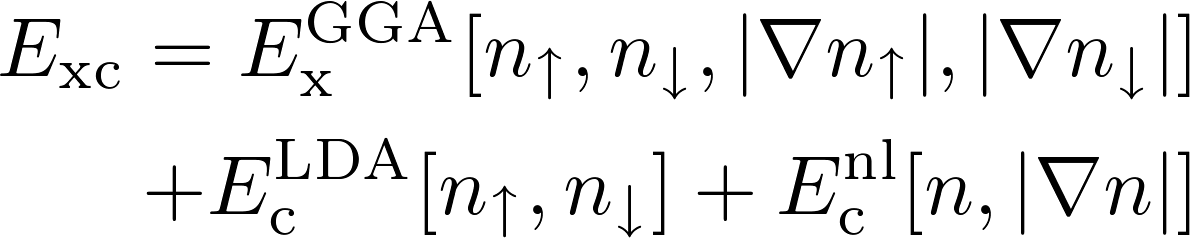 E_xc = E_x^GGA[n_↑, n_↓, |∇n_↑|, |∇n_↓|]
+E_c^LDA[n_↑, n_↓] + E_c^nl[n, |∇n|]